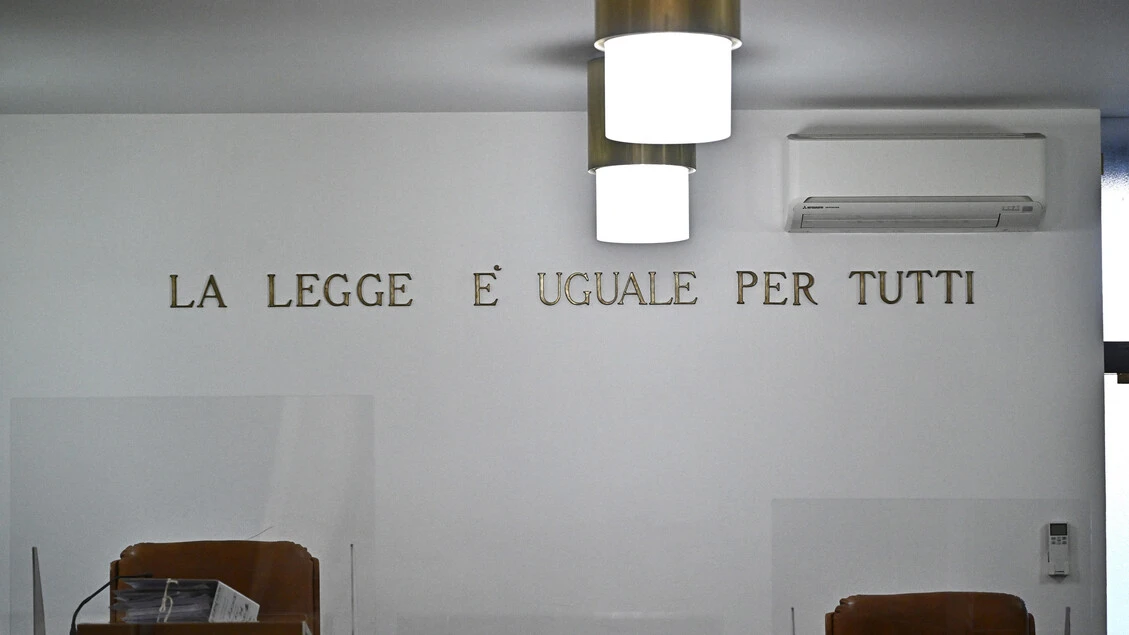 LA LEGGE E' UGUALE PER TUTTI